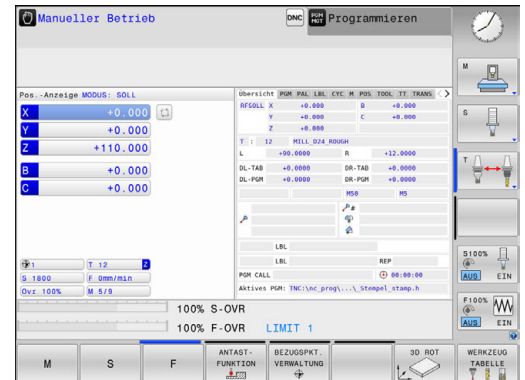 Manueller Betrieb
DNC
PGM MGT
Programmieren
Pos.-Anzeige MODUS: SOLL
X +0.000
Y +0.000
Z +110.000
B +0.000
C +0.000
1
T 12 Z
S 1800
F 0mm/min
Ovr 100%
M 5/9
Übersicht PGM PAL LBL CYC M POS TOOL TT TRANS
RFSOLL X +0.000 B +0.000
Y +0.000 C +0.000
Z +0.000
T : 12 MILL_D24_ROUGH
L +90.0000 R +12.0000
DL-TAB +0.0000 DR-TAB +0.0000
DL-PGM +0.0000 DR-PGM +0.0000
M50 M5
P #
P
LBL
LBL REP
PGM CALL 00:00:00
Aktives PGM: TNC:\nc_prog\...\_Stempel_stamp.h
100% S-OVR
100% F-OVR LIMIT 1
M
S
F
ANTAST-
FUNKTION
BEZUGSPKT.
VERWALTUNG
3D ROT
WERKZEUG
TABELLE
M
S
T
S100%
AUS EIN
F100%
AUS EIN